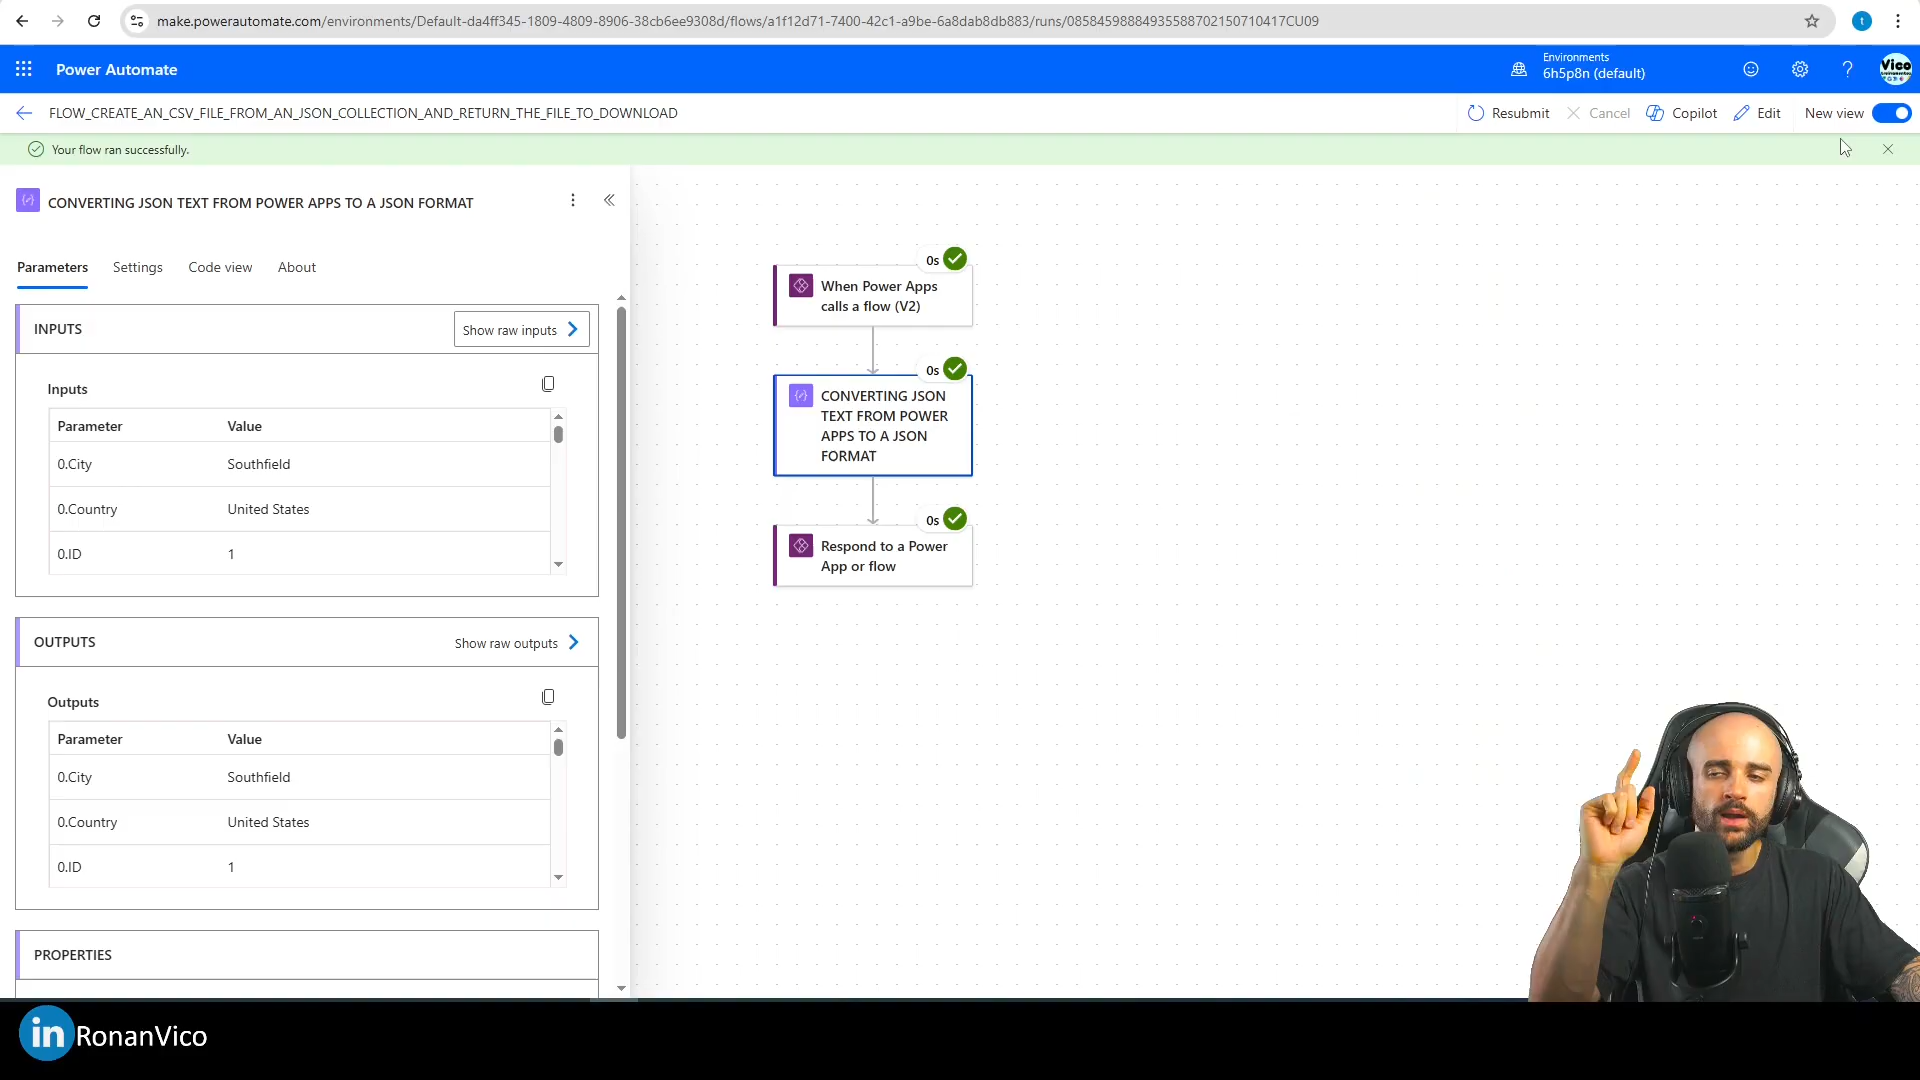 make.powerautomate.com/environments/Default-da4ff345-1809-4809-8906-38cb6ee9308d/flows/a1f12d71-7400-42c1-a9be-6a8dab8db883/runs/08584598884935588702150710417CU09
t
Power Automate
Environments
6h5p8n (default)
Vico
FLOW_CREATE_AN_CSV_FILE_FROM_AN_JSON_COLLECTION_AND_RETURN_THE_FILE_TO_DOWNLOAD
Resubmit
Cancel
Copilot
Edit
New view
Your flow ran successfully.
CONVERTING JSON TEXT FROM POWER APPS TO A JSON FORMAT
Parameters
Settings
Code view
About
INPUTS
Show raw inputs
Inputs
Parameter Value
0.City Southfield
0.Country United States
0.ID 1
OUTPUTS
Show raw outputs
Outputs
Parameter Value
0.City Southfield
0.Country United States
0.ID 1
PROPERTIES
0s
When Power Apps
calls a flow (V2)
0s
CONVERTING JSON
TEXT FROM POWER
APPS TO A JSON
FORMAT
0s
Respond to a Power
App or flow
in RonanVico